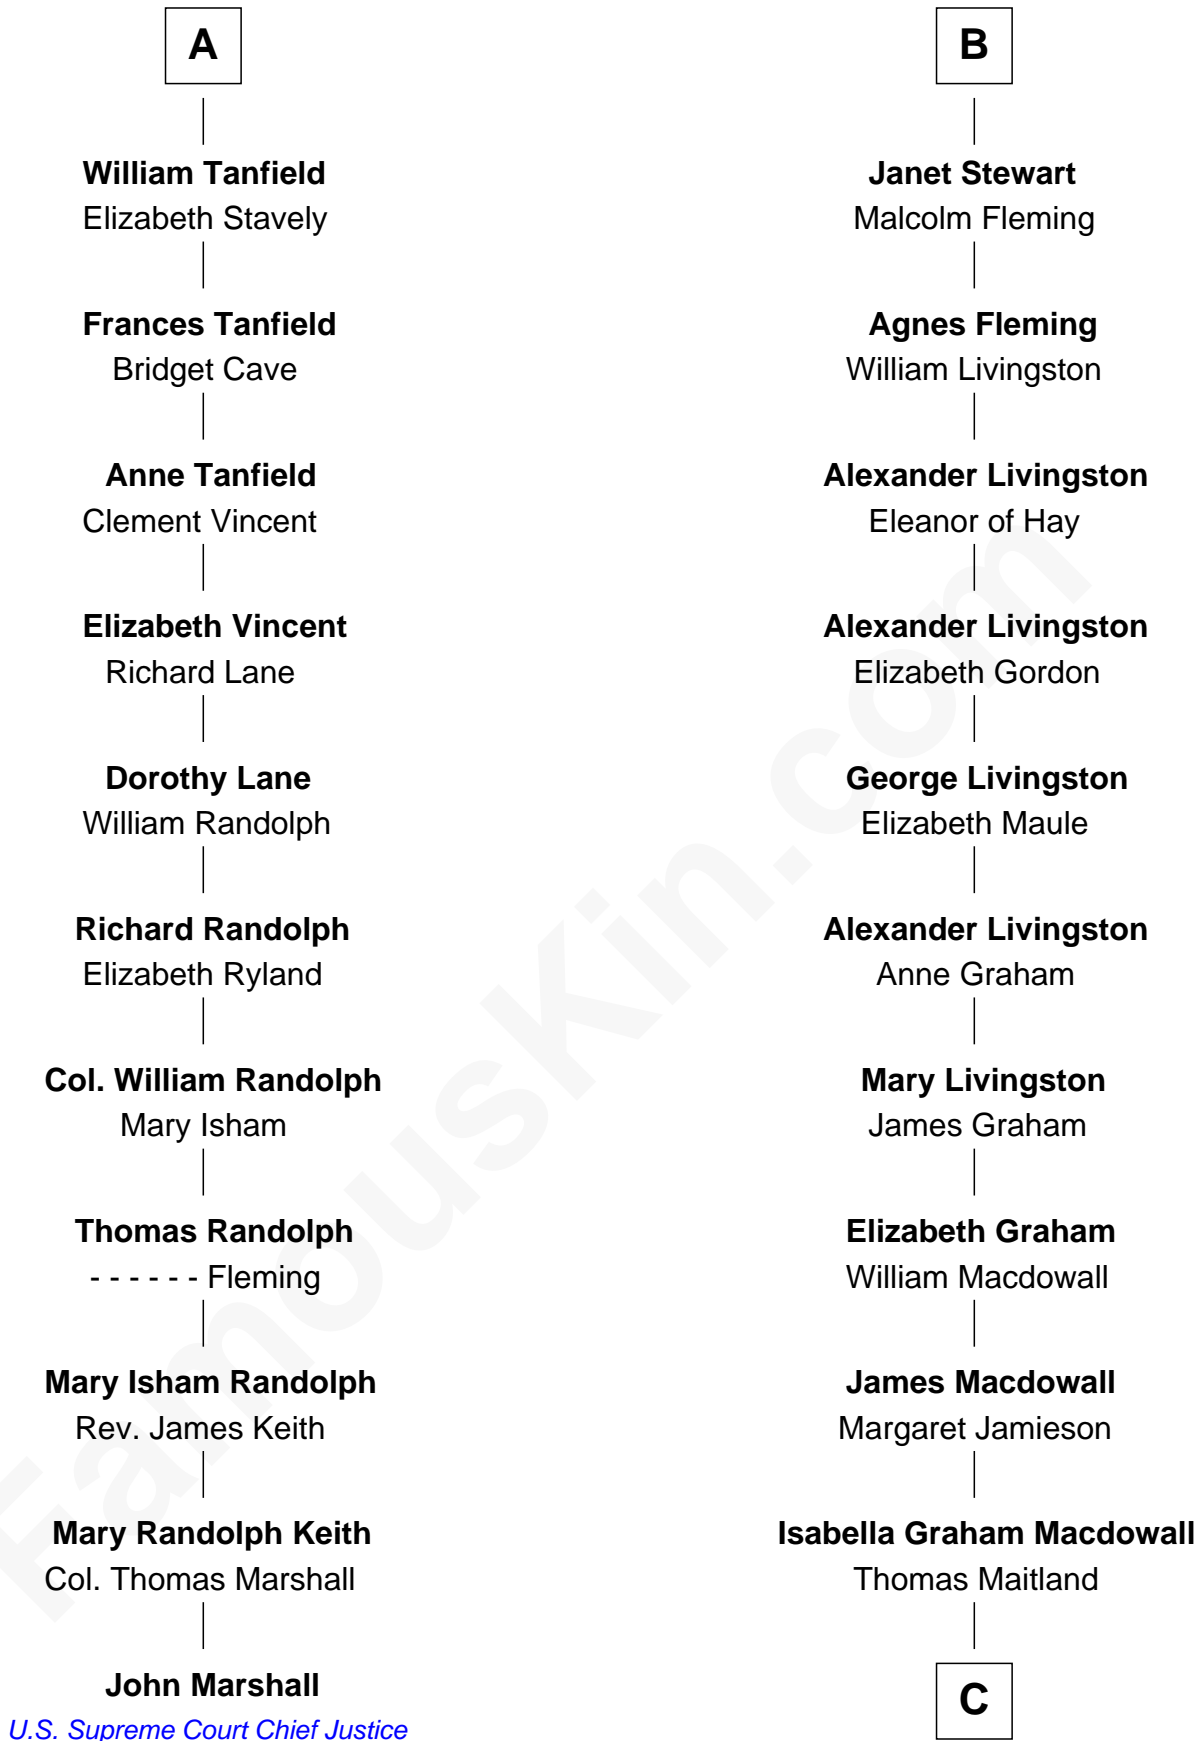 A
William Tanfield
Elizabeth Stavely
Frances Tanfield
Bridget Cave
Anne Tanfield
Clement Vincent
Elizabeth Vincent
Richard Lane
Dorothy Lane
William Randolph
Richard Randolph
Elizabeth Ryland
Col. William Randolph
Mary Isham
Thomas Randolph
- - - - - - Fleming
Mary Isham Randolph
Rev. James Keith
Mary Randolph Keith
Col. Thomas Marshall
John Marshall
U.S. Supreme Court Chief Justice
B
Janet Stewart
Malcolm Fleming
Agnes Fleming
William Livingston
Alexander Livingston
Eleanor of Hay
Alexander Livingston
Elizabeth Gordon
George Livingston
Elizabeth Maule
Alexander Livingston
Anne Graham
Mary Livingston
James Graham
Elizabeth Graham
William Macdowall
James Macdowall
Margaret Jamieson
Isabella Graham Macdowall
Thomas Maitland
C
FamousKin.com